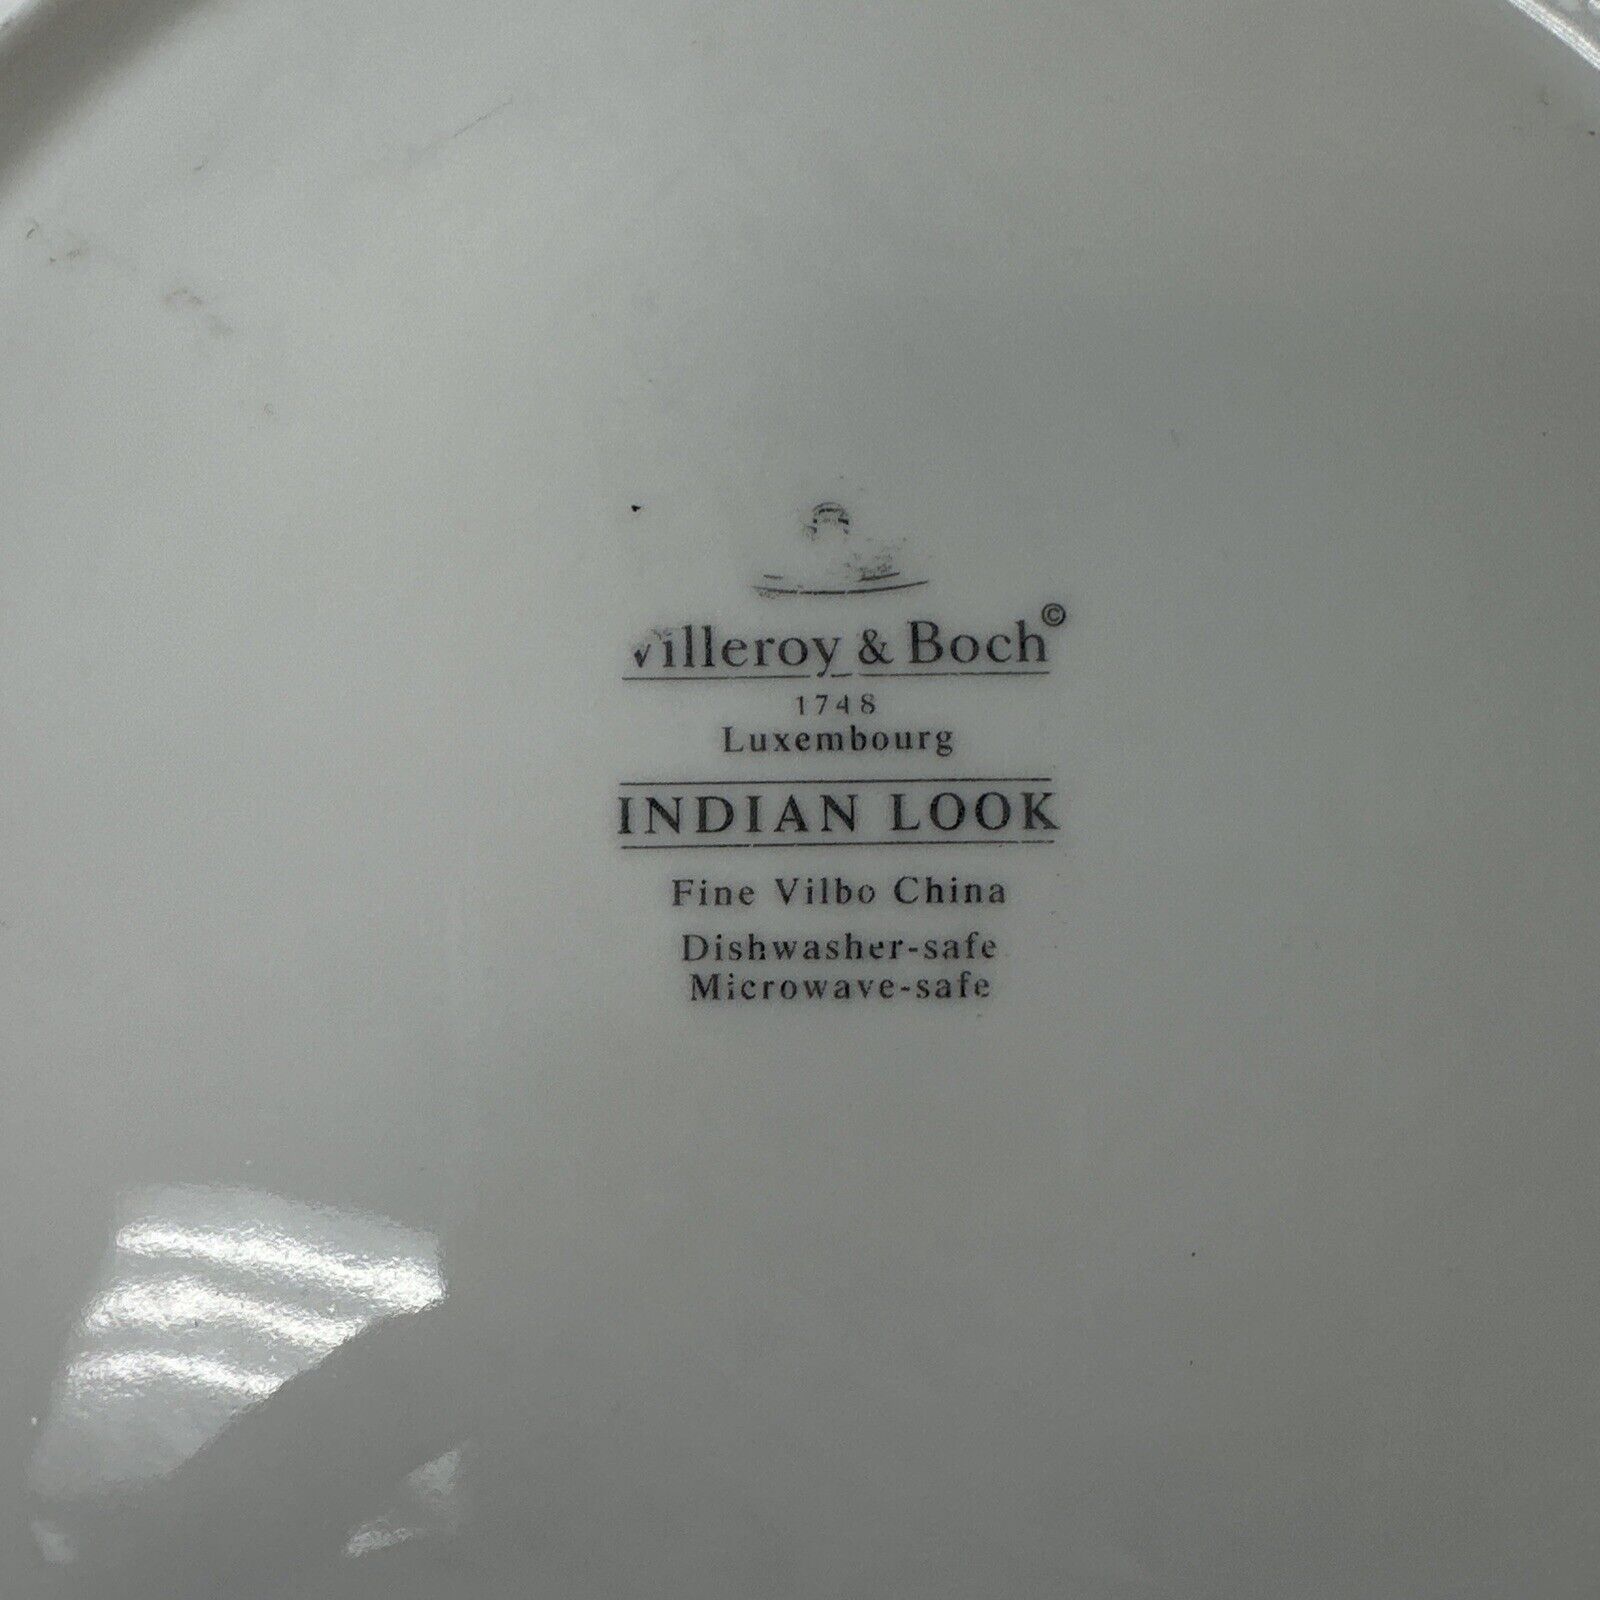 Villeroy & Boch©
1748
Luxembourg
INDIAN LOOK
Fine Vilbo China
Dishwasher-safe
Microwave-safe